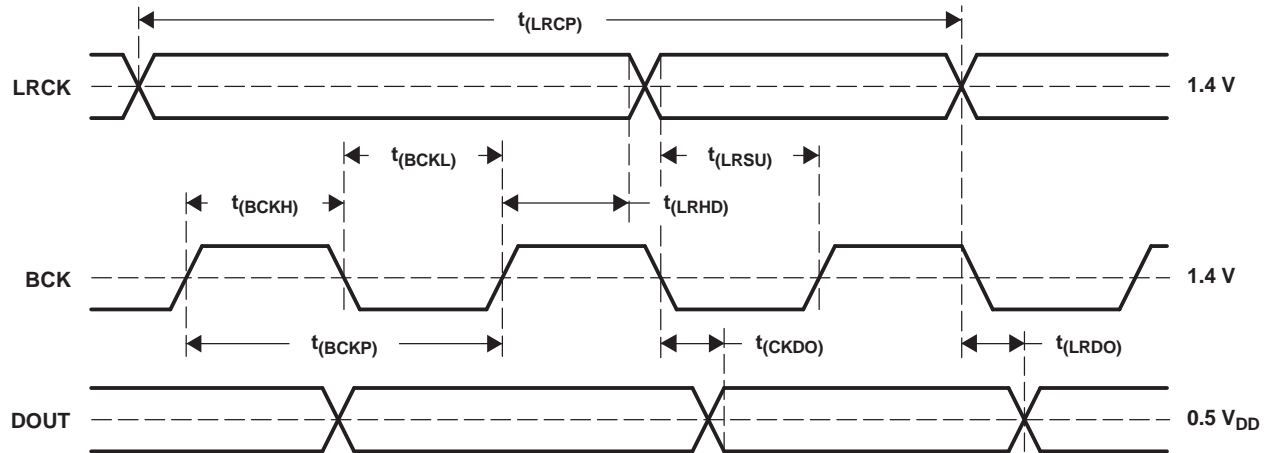 t(LRCP)
LRCK
1.4 V
t(BCKL)
t(LRSU)
t(BCKH)
t(LRHD)
BCK
1.4 V
t(BCKP)
t(CKDO)
t(LRDO)
DOUT
0.5 VDD